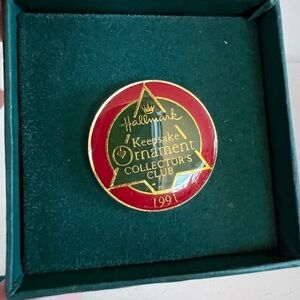 Hallmark
Keepsake
Ornament
COLLECTOR'S
CLUB
1991